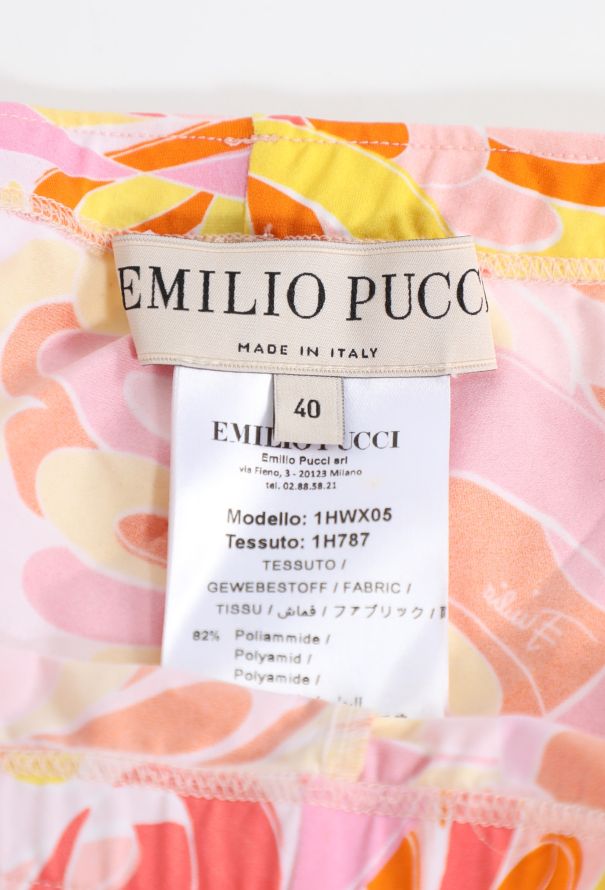 EMILIO PUCCI
MADE IN ITALY
40
EMILIO PUCCI
Emilio Pucci srl
via Fieno, 3 - 20123 Milano
tel. 02.88.58.21
Modello: 1HWX05
Tessuto: 1H787
TESSUTO /
GEWEBESTOFF / FABRIC /
TISSU / قماش / ファブリック /
82% Poliammide /
Polyamid /
Polyamide /
Emilio